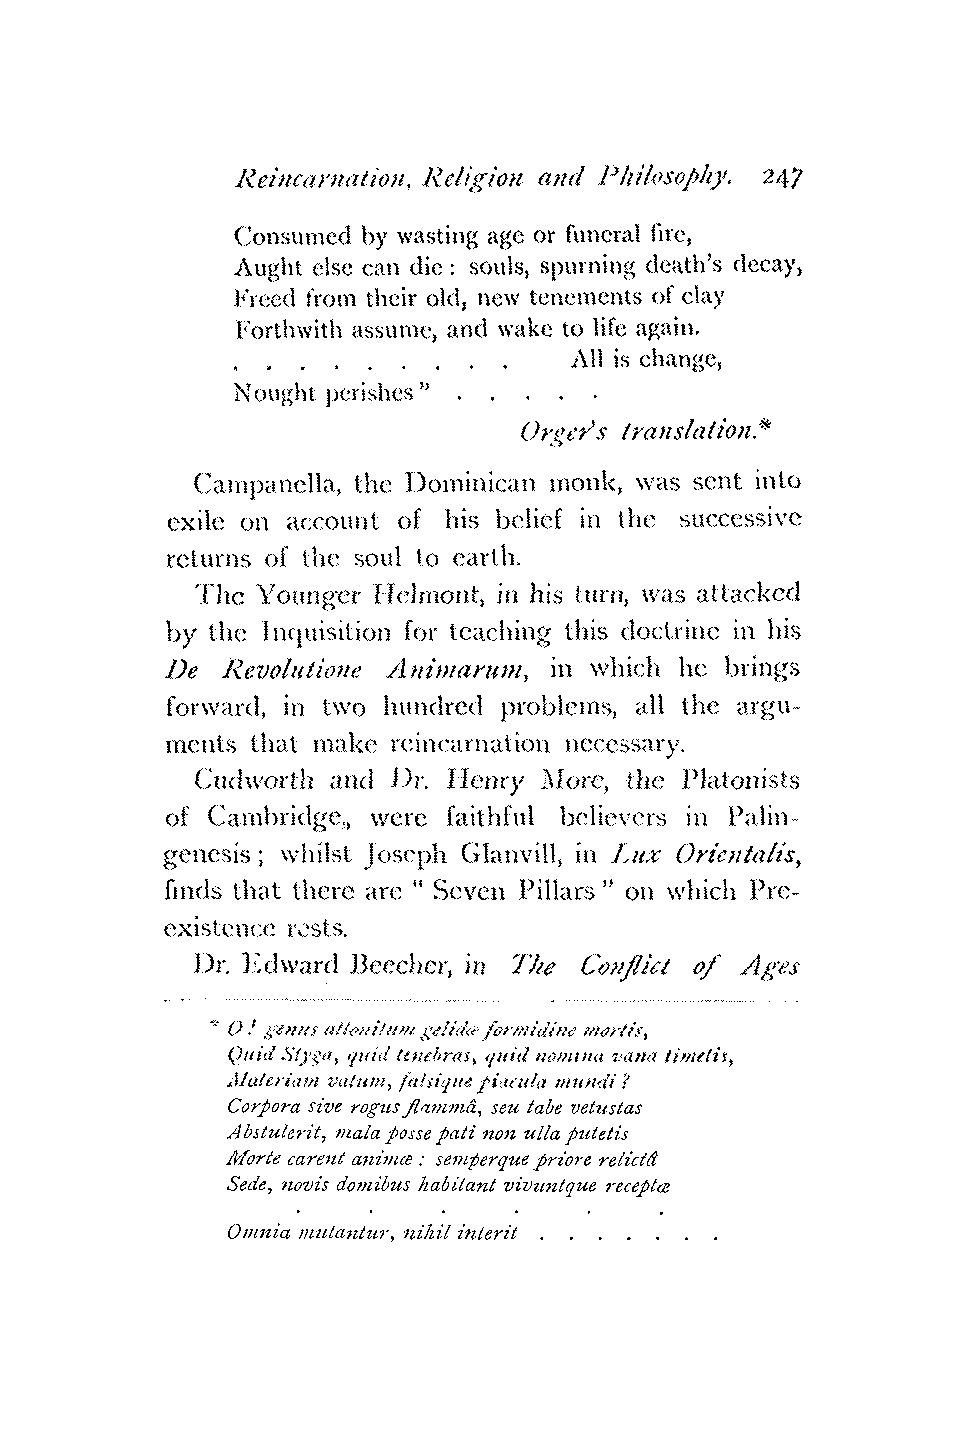 Reincarnation, Religion and Philosophy. 247
Consumed by wasting age or funeral fire,
Aught else can die : souls, spurning death's decay,
Freed from their old, new tenements of clay
Forthwith assume, and wake to life again.
. . . . . . . . . All is change,
Nought perishes" . . . . .
Orger's translation.*
Campanella, the Dominican monk, was sent into
exile on account of his belief in the successive
returns of the soul to earth.
The Younger Helmont, in his turn, was attacked
by the Inquisition for teaching this doctrine in his
De Revolutione Animarum, in which he brings
forward, in two hundred problems, all the argu-
ments that make reincarnation necessary.
Cudworth and Dr. Henry More, the Platonists
of Cambridge, were faithful believers in Palin-
genesis ; whilst Joseph Glanvill, in Lux Orientalis,
finds that there are " Seven Pillars " on which Pre-
existence rests.
Dr. Edward Beecher, in The Conflict of Ages
* O ! genus attonitum gelidæ formidine mortis,
Quid Styga, quid tenebras, quid nomina vana timetis,
Materiam vatum, falsique piacula mundi ?
Corpora sive rogus flammâ, seu tabe vetustas
Abstulerit, mala posse pati non ulla putetis
Morte carent animæ : semperque priore relictâ
Sede, novis domibus habitant vivuntque receptæ
. . . . . .
Omnia mutantur, nihil interit . . . . . . .